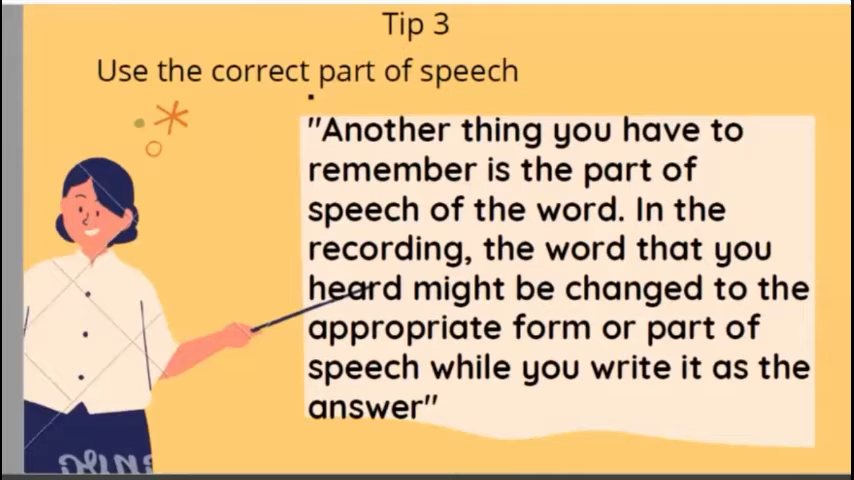 Tip 3
Use the correct part of speech
"Another thing you have to
remember is the part of
speech of the word. In the
recording, the word that you
heard might be changed to the
appropriate form or part of
speech while you write it as the
answer"